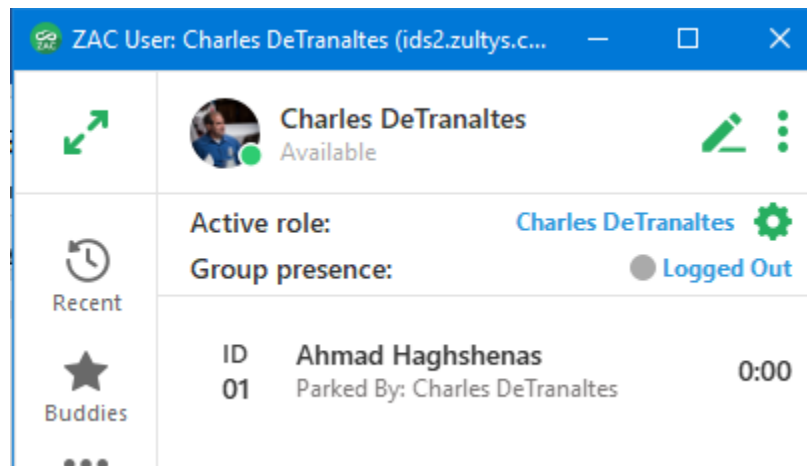 ZAC User: Charles DeTranaltes (ids2.zultys.c...
ZAC
Charles DeTranaltes
Available
Active role:
Charles DeTranaltes
Group presence:
Logged Out
Recent
ID
01
Ahmad Haghshenas
Parked By: Charles DeTranaltes
0:00
Buddies